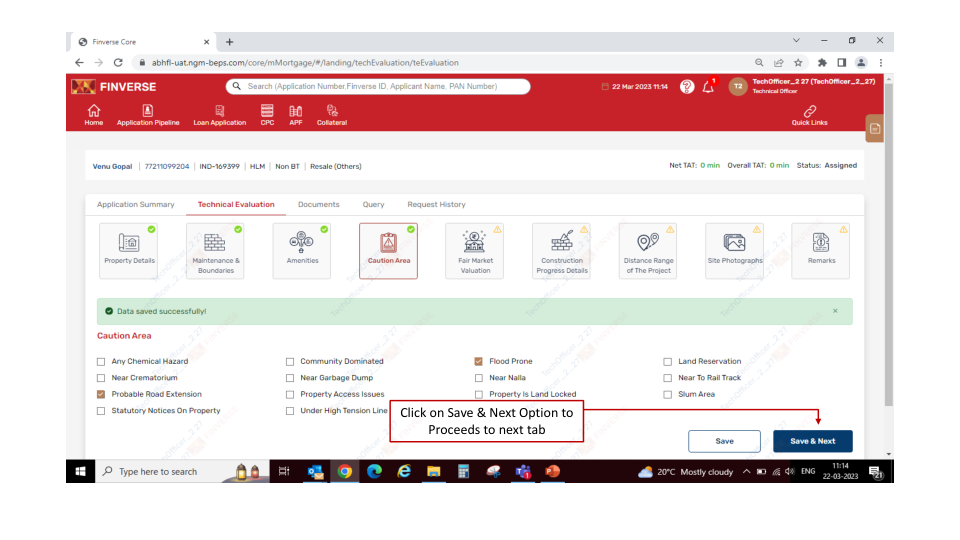 Finverse Core
abhfl-uat.ngm-beps.com/core/mMortgage/#/landing/techEvaluation/teEvaluation
FINVERSE
Search (Application Number,Finverse ID, Applicant Name, PAN Number)
22 Mar 2023 11:14
T2
TechOfficer_2 27 (TechOfficer_2_27)
Technical Officer
Home Application Pipeline Loan Application CPC APF Collateral Quick Links
Venu Gopal | 77211099204 | IND-169399 | HLM | Non BT | Resale (Others) Net TAT: 0 min Overall TAT: 0 min Status: Assigned
Application Summary Technical Evaluation Documents Query Request History
Property Details
Maintenance &
Boundaries
Amenities
Caution Area
Fair Market
Valuation
Construction
Progress Details
Distance Range
of The Project
Site Photographs
Remarks
Data saved successfully!
Caution Area
Any Chemical Hazard Community Dominated Flood Prone Land Reservation
Near Crematorium Near Garbage Dump Near Nalla Near To Rail Track
Probable Road Extension Property Access Issues Property Is Land Locked Slum Area
Statutory Notices On Property Under High Tension Line
Click on Save & Next Option to
Proceeds to next tab
Save Save & Next
Type here to search
20°C Mostly cloudy ENG
11:14
22-03-2023